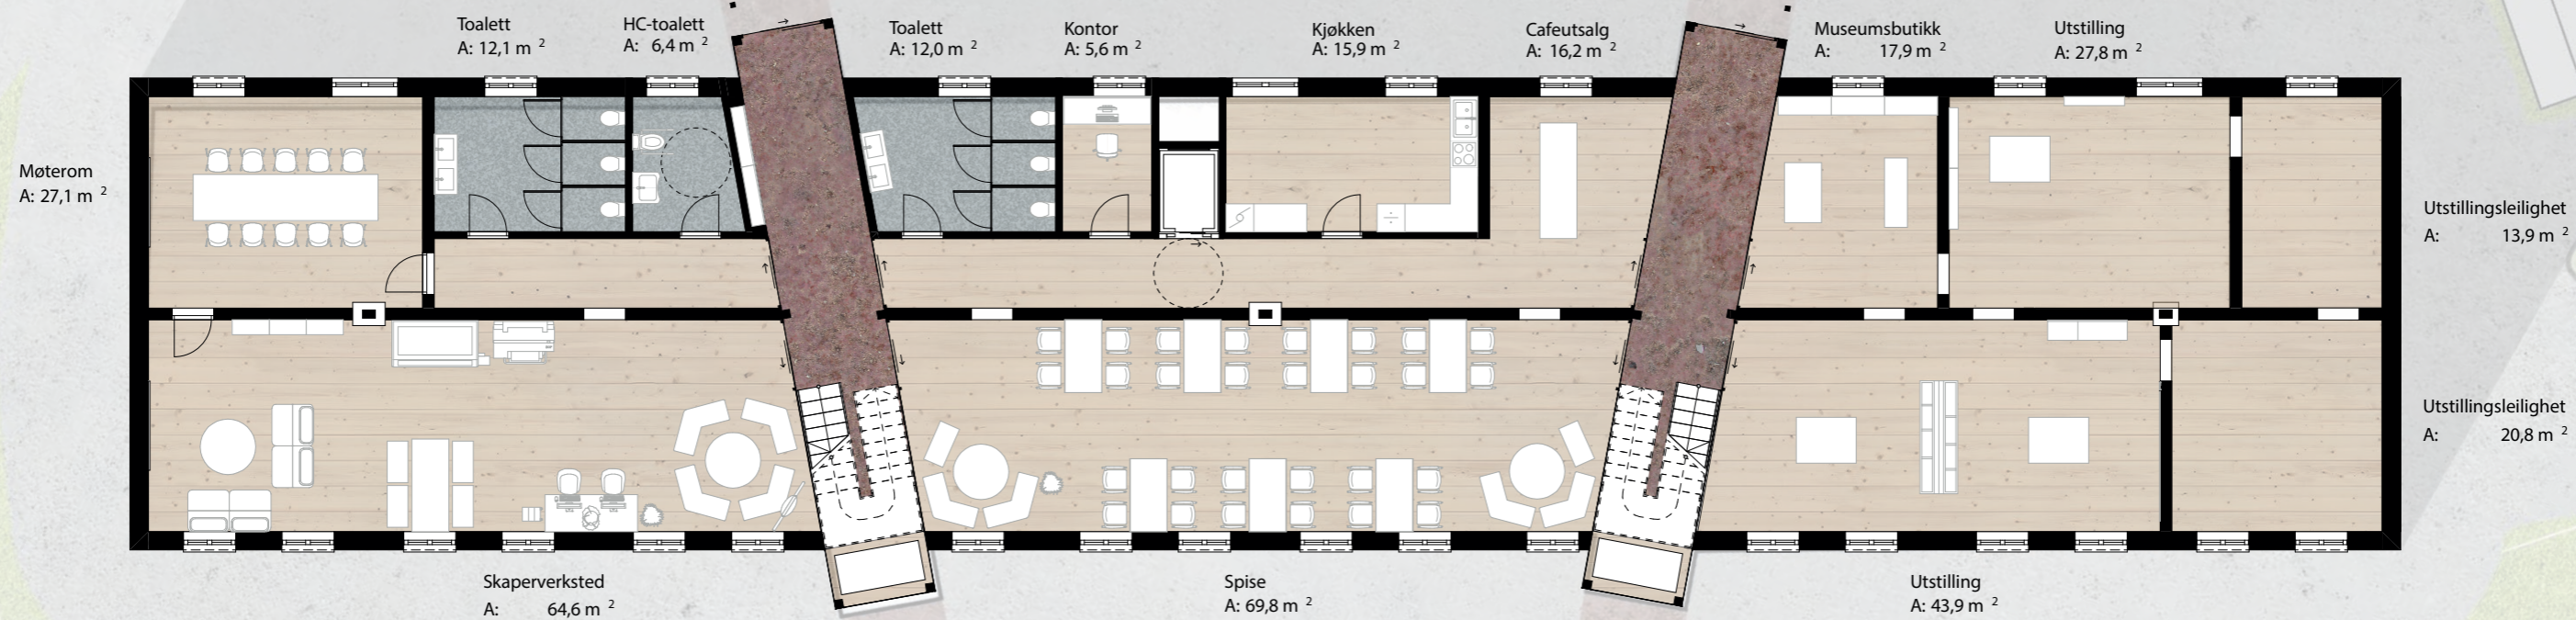 Toalett
A: 12,1 m 2
HC-toalett
A: 6,4 m 2
Toalett
A: 12,0 m 2
Kontor
A: 5,6 m 2
Kjøkken
A: 15,9 m 2
Cafeutsalg
A: 16,2 m 2
Museumsbutikk
A: 17,9 m 2
Utstilling
A: 27,8 m 2
Møterom
A: 27,1 m 2
Utstillingsleilighet
A: 13,9 m 2
Utstillingsleilighet
A: 20,8 m 2
Skaperverksted
A: 64,6 m 2
Spise
A: 69,8 m 2
Utstilling
A: 43,9 m 2